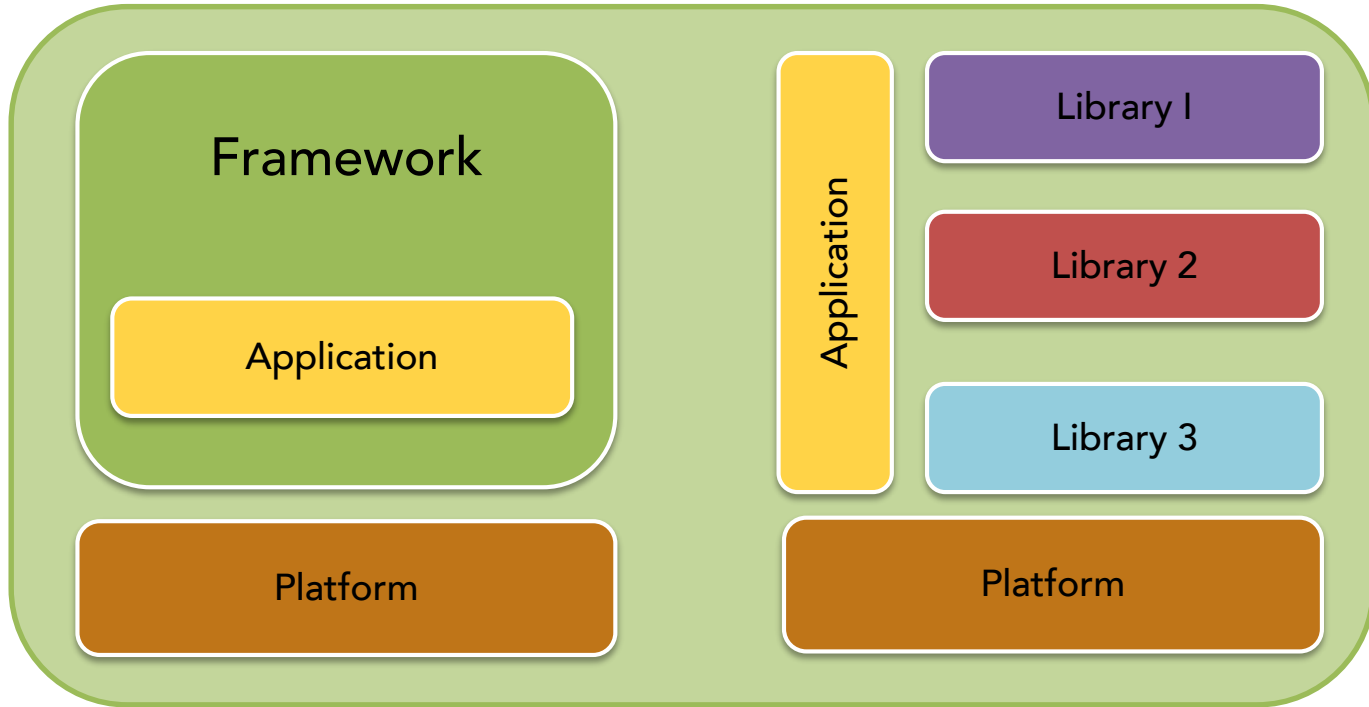 Framework
Application
Platform
Application
Library I
Library 2
Library 3
Platform